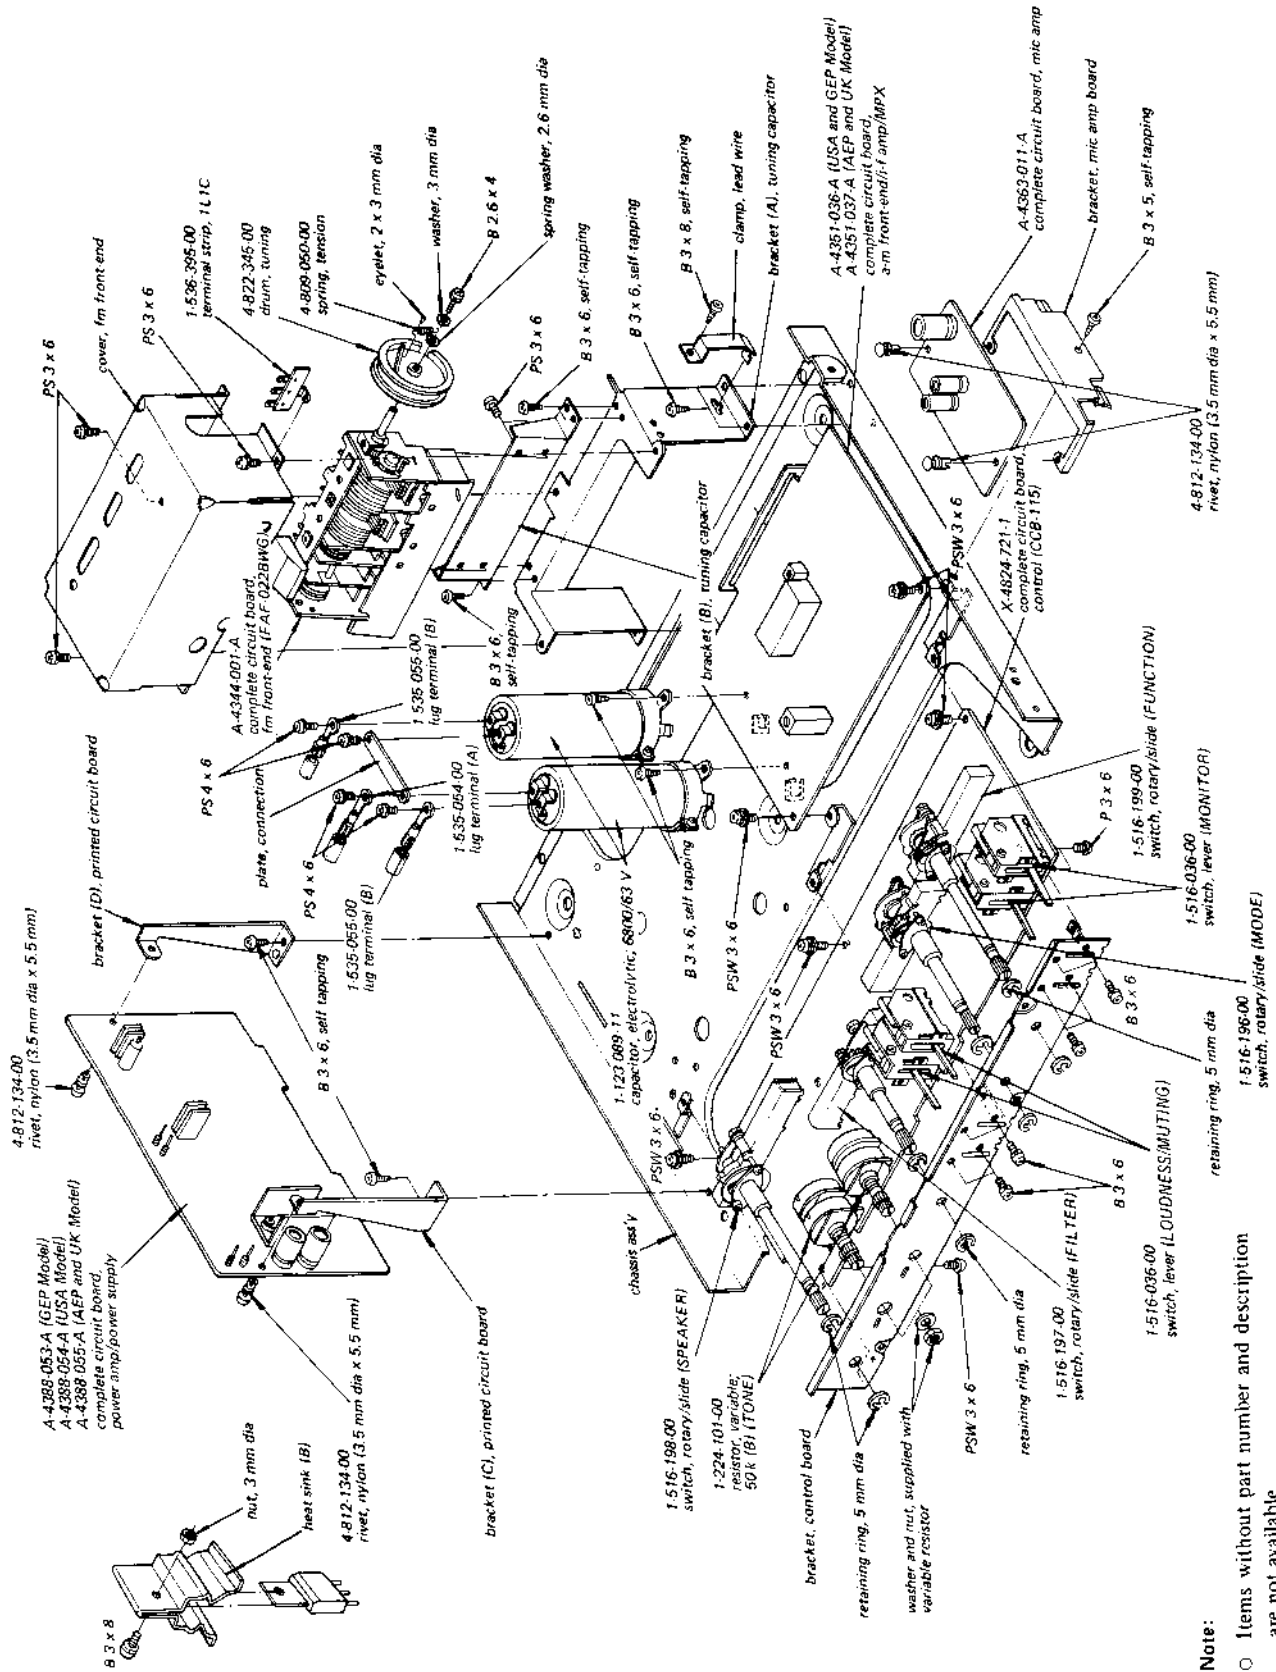 PS 3 x 6
cover, fm front-end
PS 3 x 6
1-536-395-00
terminal strip, 1L1C
4-822-345-00
drum, tuning
4-809-050-00
spring, tension
eyelet, 2 x 3 mm dia
washer, 3 mm dia
B 2.6 x 4
spring washer, 2.6 mm dia
PS 3 x 6
B 3 x 6, self-tapping
B 3 x 6, self-tapping
B 3 x 8, self-tapping
clamp, lead wire
bracket (A), tuning capacitor
A-4351-036-A (USA and GEP Model)
A-4351-037-A (AEP and UK Model)
complete circuit board,
a-m front-end/i-f amp/MPX
A-4363-011-A
complete circuit board, mic amp
bracket, mic amp board
B 3 x 5, self-tapping
4-812-134-00
rivet, nylon (3.5 mm dia x 5.5 mm)
A-4344-001-A
complete circuit board,
fm front-end (FAF-022BWG)
B 3 x 6,
self-tapping
bracket (B), tuning capacitor
1-535-055-00
lug terminal (B)
PS 4 x 6
plate, connection
1-535-054-00
lug terminal (A)
PS 4 x 6
1-535-055-00
lug terminal (B)
bracket (D), printed circuit board
4-812-134-00
rivet, nylon (3.5 mm dia x 5.5 mm)
B 3 x 6, self tapping
1-123-089-11
capacitor, electrolytic; 6800/63 V
B 3 x 6, self tapping
PSW 3 x 6
PSW 3 x 6
PSW 3 x 6
PSW 3 x 6
X-4824-721-1
complete circuit board,
control (CCB-115)
1-516-199-00
switch, rotary/slide (FUNCTION)
P 3 x 6
1-516-036-00
switch, lever (MONITOR)
B 3 x 6
1-516-196-00
switch, rotary/slide (MODE)
retaining ring, 5 mm dia
B 3 x 6
1-516-036-00
switch, lever (LOUDNESS/MUTING)
1-516-197-00
switch, rotary/slide (FILTER)
retaining ring, 5 mm dia
PSW 3 x 6
washer and nut, supplied with
variable resistor
retaining ring, 5 mm dia
bracket, control board
1-224-101-00
resistor, variable;
50 k (B) (TONE)
1-516-198-00
switch, rotary/slide (SPEAKER)
chassis ass'y
A-4388-053-A (GEP Model)
A-4388-054-A (USA Model)
A-4388-055-A (AEP and UK Model)
complete circuit board,
power amp/power supply
bracket (C), printed circuit board
4-812-134-00
rivet, nylon (3.5 mm dia x 5.5 mm)
nut, 3 mm dia
heat sink (B)
B 3 x 8
Note:
○ Items without part number and description
are not available